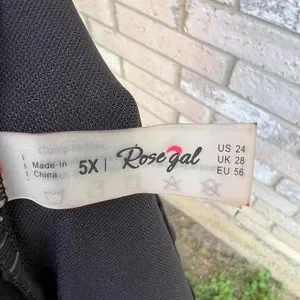 Made in
China
5X |
Rosegal
US 24
UK 28
EU 56